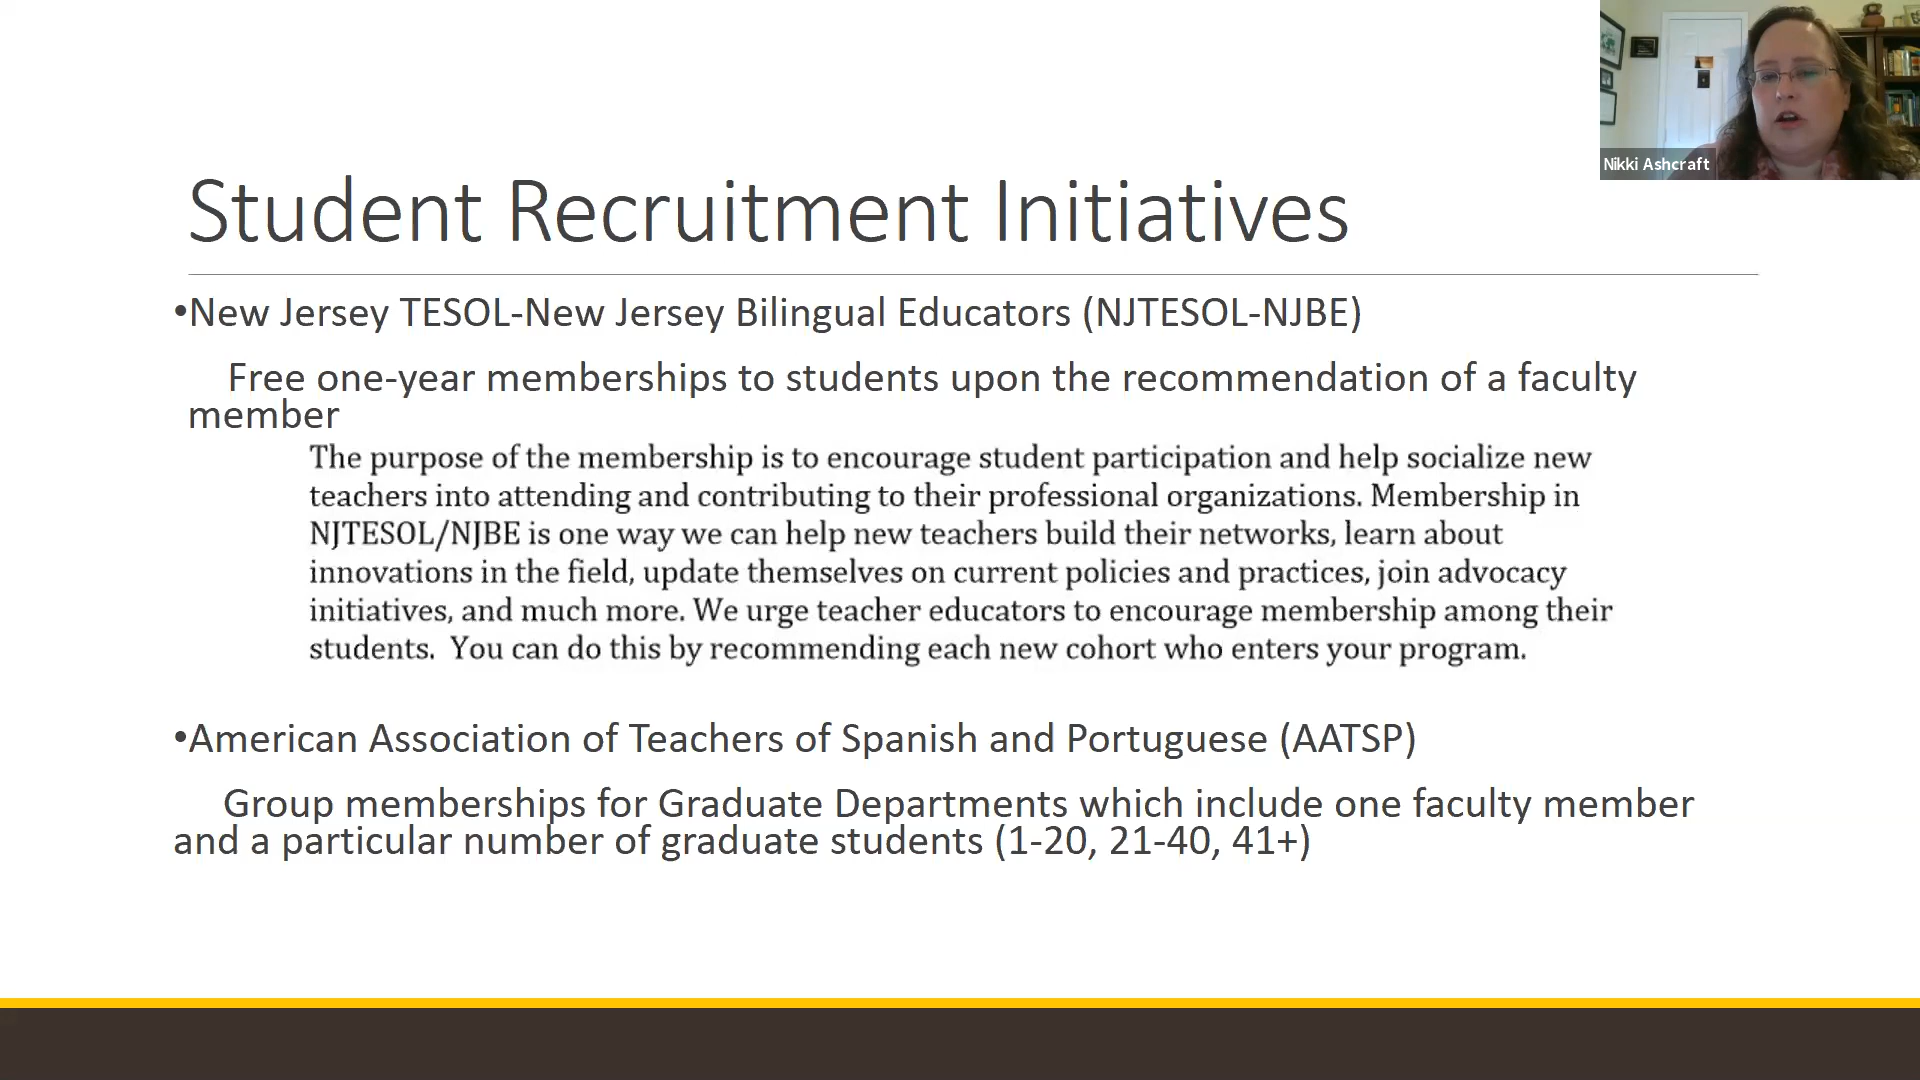 Nikki Ashcraft
Student Recruitment Initiatives
•New Jersey TESOL-New Jersey Bilingual Educators (NJTESOL-NJBE)
Free one-year memberships to students upon the recommendation of a faculty
member
The purpose of the membership is to encourage student participation and help socialize new
teachers into attending and contributing to their professional organizations. Membership in
NJTESOL/NJBE is one way we can help new teachers build their networks, learn about
innovations in the field, update themselves on current policies and practices, join advocacy
initiatives, and much more. We urge teacher educators to encourage membership among their
students.  You can do this by recommending each new cohort who enters your program.
•American Association of Teachers of Spanish and Portuguese (AATSP)
Group memberships for Graduate Departments which include one faculty member
and a particular number of graduate students (1-20, 21-40, 41+)